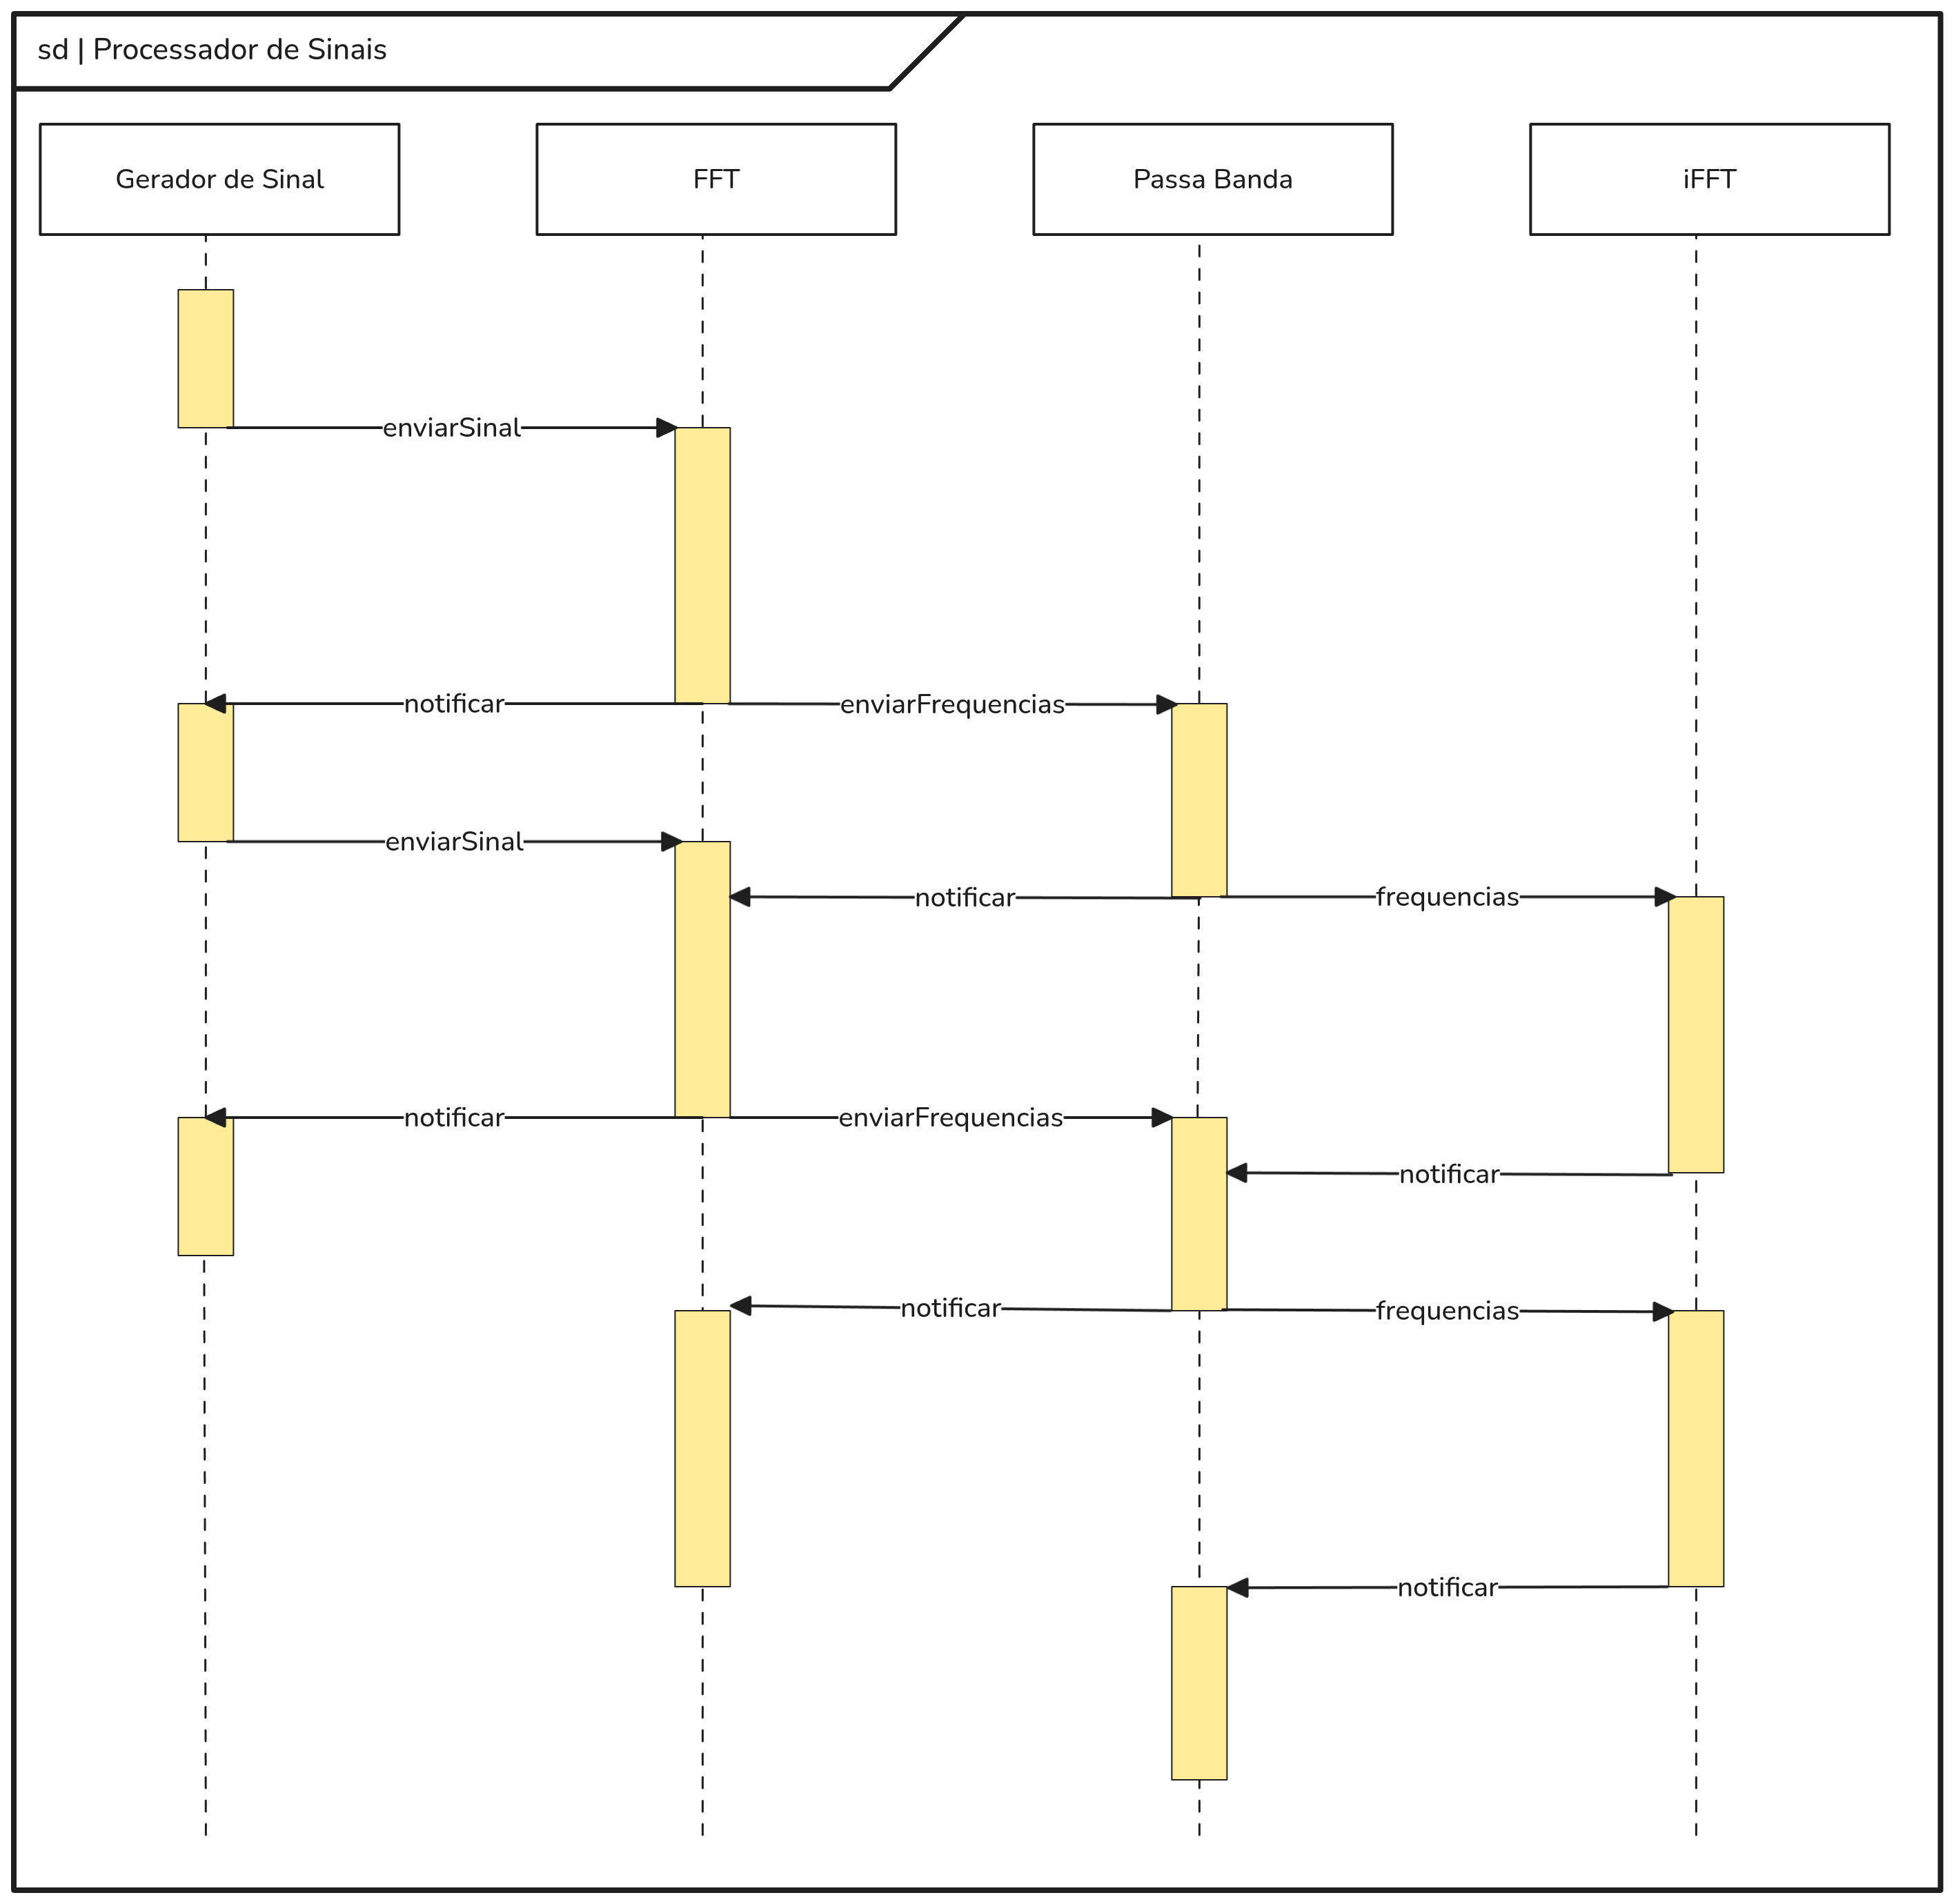 sd | Processador de Sinais
Gerador de Sinal
FFT
Passa Banda
iFFT
enviarSinal
notificar
enviarFrequencias
enviarSinal
notificar
frequencias
notificar
enviarFrequencias
notificar
notificar
frequencias
notificar